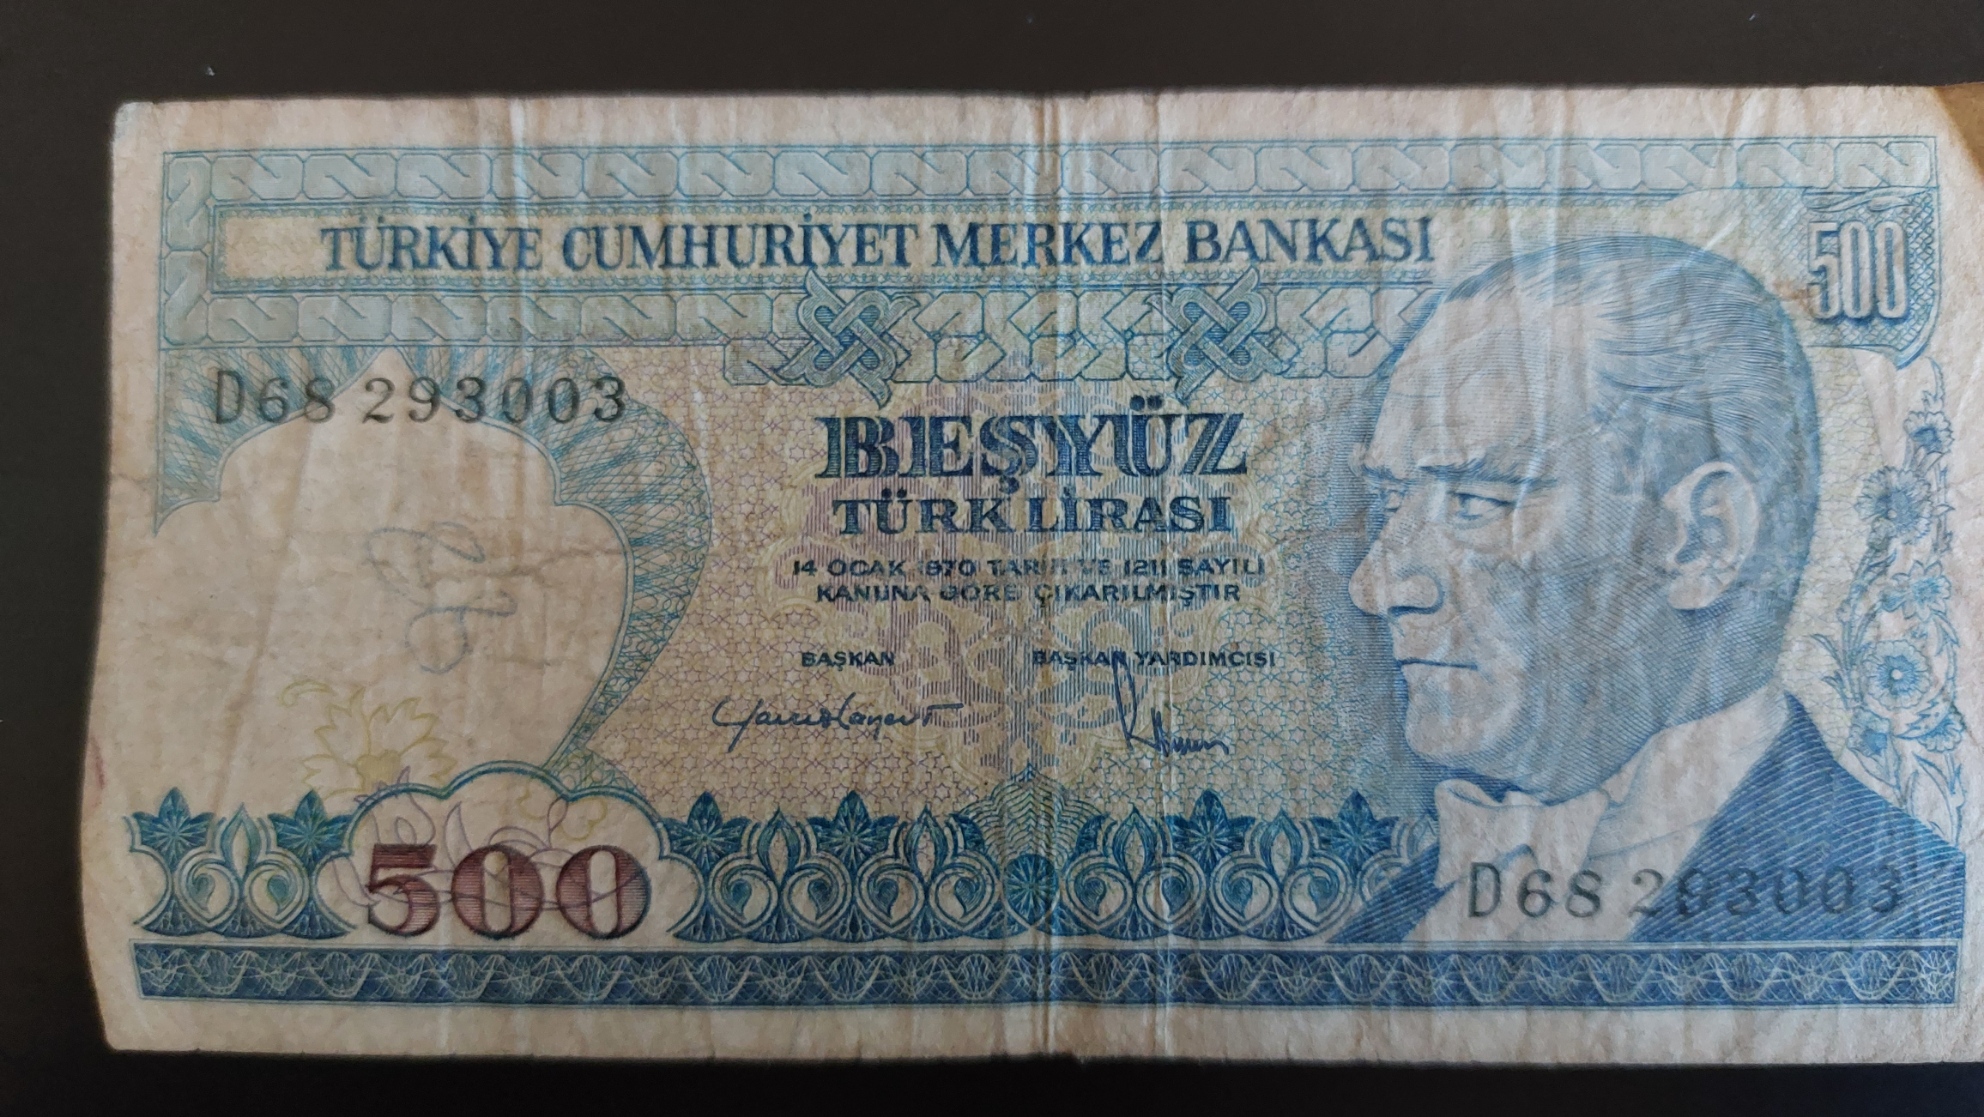 TÜRKİYE CUMHURİYET MERKEZ BANKASI
500
D68 293003
BEŞYÜZ
TÜRK LİRASI
14 OCAK 1970 TARİH VE 1211 SAYILI
KANUNA GÖRE ÇIKARILMIŞTIR
BAŞKAN BAŞKAN YARDIMCISI
500
D68 293003